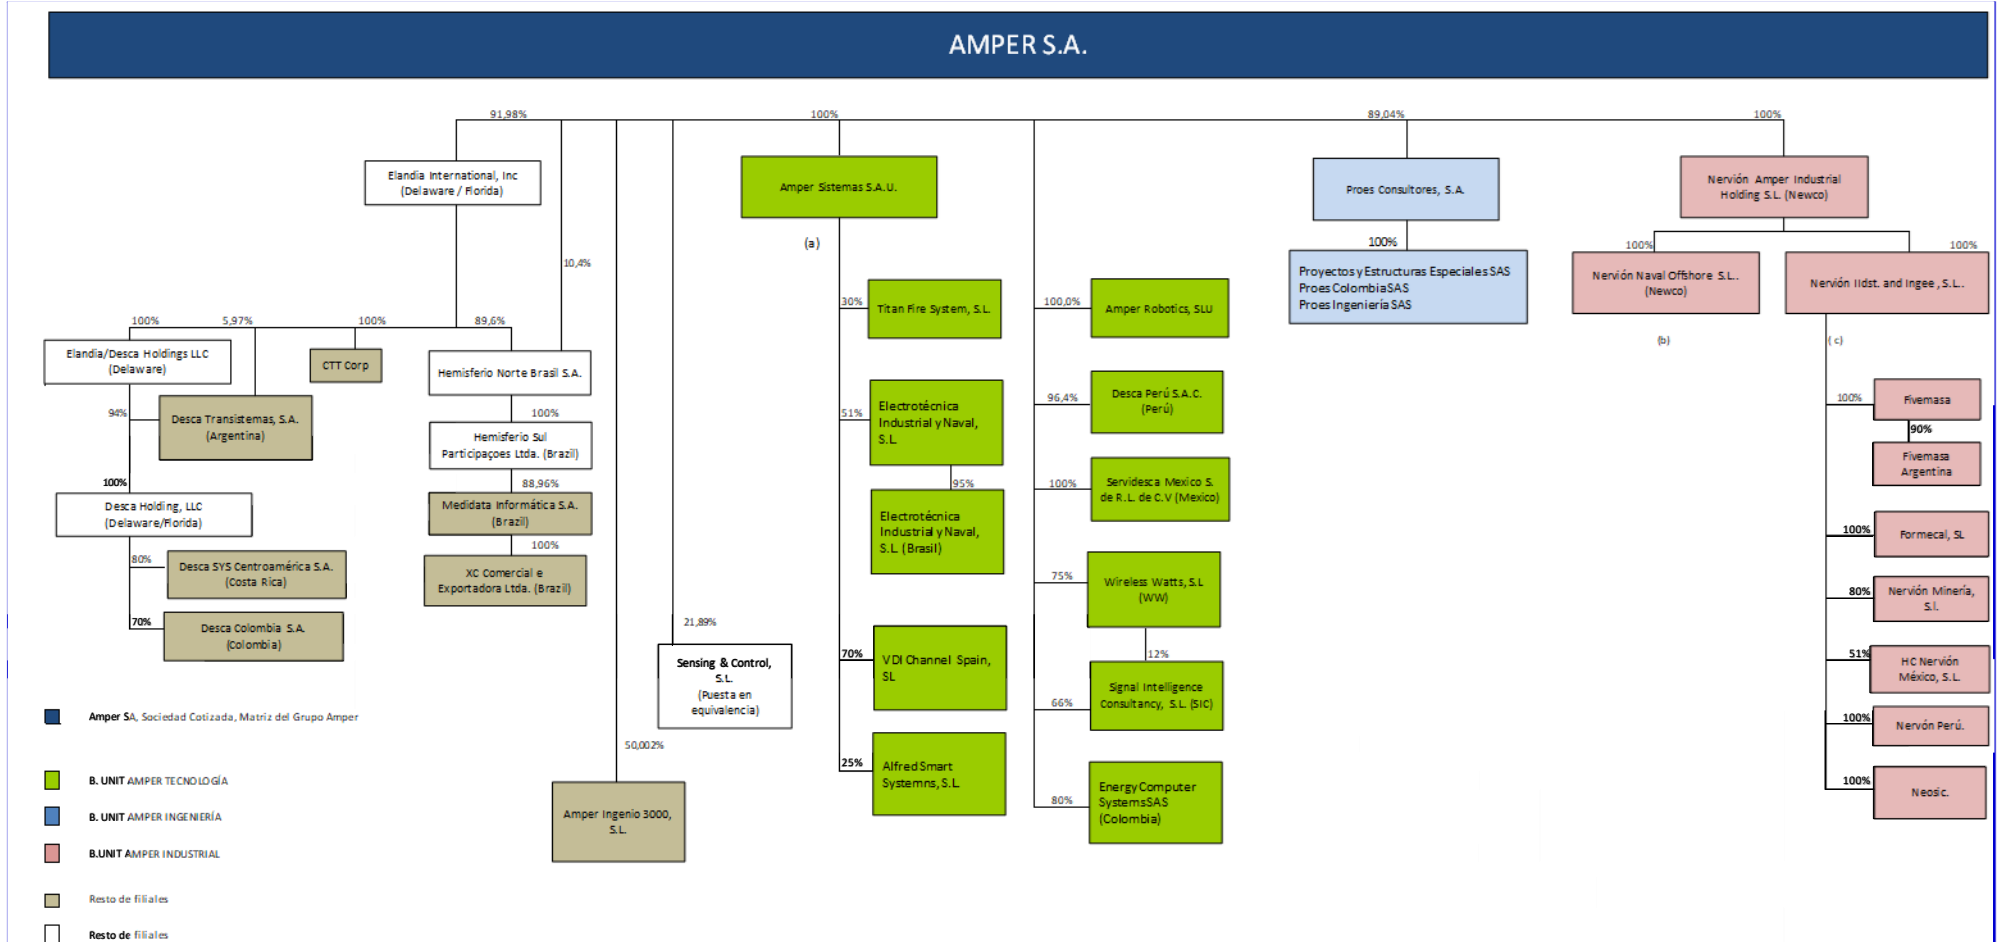 AMPER S.A.
91,98%
100%
89,04%
100%
Elandia International, Inc
(Delaware / Florida)
Amper Sistemas S.A.U.
Proes Consultores, S.A.
Nervión Amper Industrial
Holding S.L. (Newco)
(a)
10,4%
100%
100%
100%
Proyectos y Estructuras Especiales SAS
Proes Colombia SAS
Proes Ingeniería SAS
Nervión Naval Offshore S.L..
(Newco)
Nervión IIdst. and Ingee , S.L..
(b)
( c)
100%
5,97%
100%
89,6%
Elandia/Desca Holdings LLC
(Delaware)
CTT Corp
Hemisferio Norte Brasil S.A.
94%
Desca Transistemas, S.A.
(Argentina)
100%
Hemisferio Sul
Participaçoes Ltda. (Brazil)
100%
Desca Holding, LLC
(Delaware/Florida)
88,96%
Medidata Informática S.A.
(Brazil)
100%
XC Comercial e
Exportadora Ltda. (Brazil)
80%
Desca SYS Centroamérica S.A.
(Costa Rica)
70%
Desca Colombia S.A.
(Colombia)
21,89%
Sensing & Control,
S.L.
(Puesta en
equivalencia)
50,002%
Amper Ingenio 3000,
S.L.
30%
Titan Fire System, S.L.
51%
Electrotécnica
Industrial y Naval,
S.L.
95%
Electrotécnica
Industrial y Naval,
S.L. (Brasil)
70%
VDI Channel Spain,
SL
25%
Alfred Smart
Systemns, S.L.
100,0%
Amper Robotics, SLU
96,4%
Desca Perú S.A.C.
(Perú)
100%
Servidesca Mexico S.
de R.L. de C.V (Mexico)
75%
Wireless Watts, S.L
(WW)
12%
66%
Signal Intelligence
Consultancy, S.L. (SIC)
80%
Energy Computer
Systems SAS
(Colombia)
100%
Fivemasa
90%
Fivemasa
Argentina
100%
Formecal, SL
80%
Nervión Minería,
S.l.
51%
HC Nervión
México, S.L.
100%
Nervón Perú.
100%
Neosic.
Amper SA, Sociedad Cotizada, Matriz del Grupo Amper
B. UNIT AMPER TECNOLOGÍA
B. UNIT AMPER INGENIERÍA
B.UNIT AMPER INDUSTRIAL
Resto de filiales
Resto de filiales